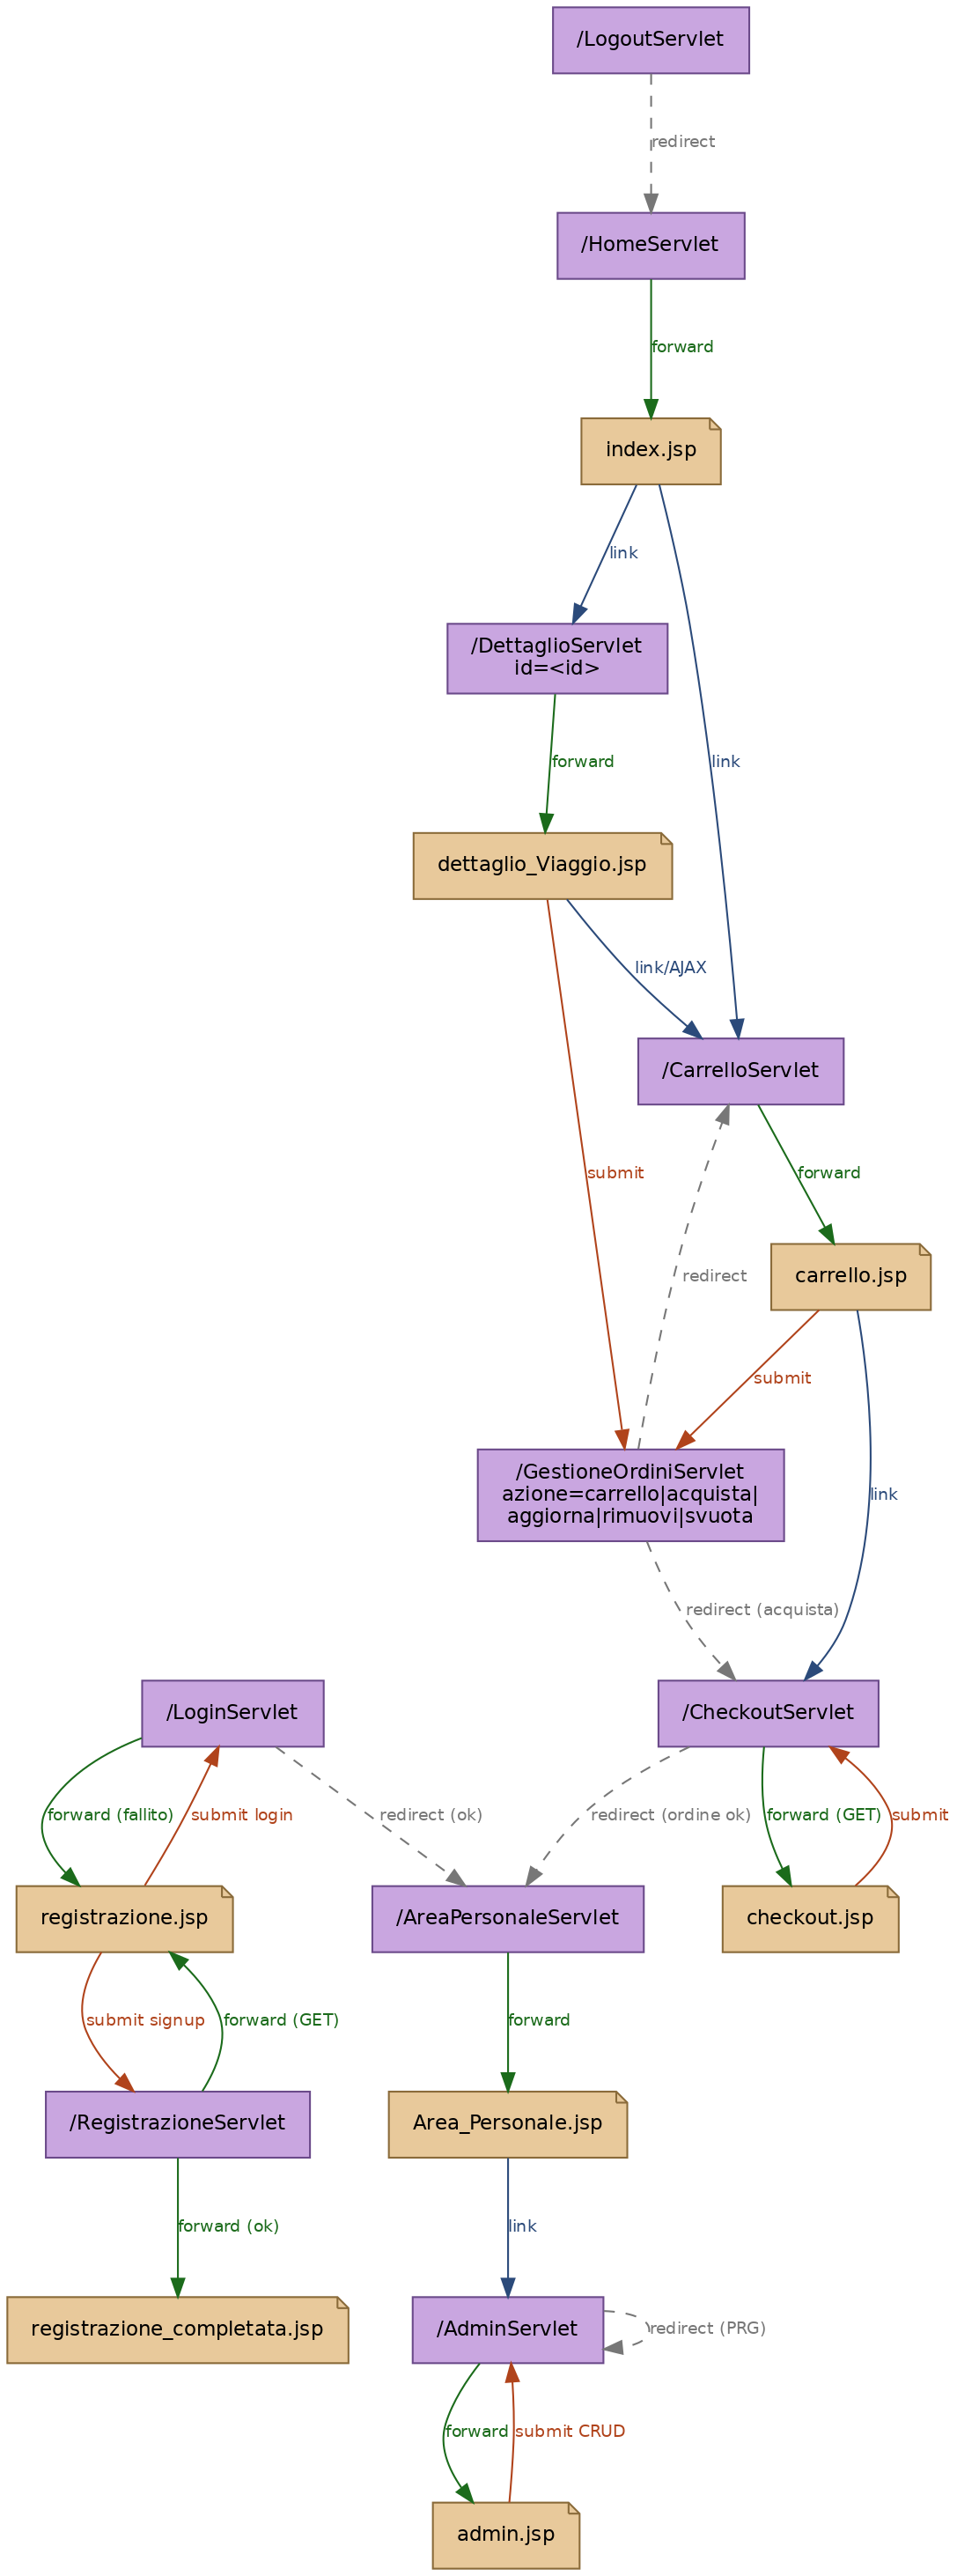 /LogoutServlet
redirect
/HomeServlet
forward
index.jsp
link
/DettaglioServlet
id=<id>
forward
link
dettaglio_Viaggio.jsp
link/AJAX
/CarrelloServlet
submit
forward
redirect
carrello.jsp
submit
/GestioneOrdiniServlet
azione=carrello|acquista|
aggiorna|rimuovi|svuota
link
redirect (acquista)
/LoginServlet
/CheckoutServlet
forward (fallito)
submit login
redirect (ok)
redirect (ordine ok)
forward (GET)
submit
registrazione.jsp
/AreaPersonaleServlet
checkout.jsp
submit signup
forward (GET)
forward
/RegistrazioneServlet
Area_Personale.jsp
forward (ok)
link
registrazione_completata.jsp
/AdminServlet
redirect (PRG)
forward
submit CRUD
admin.jsp